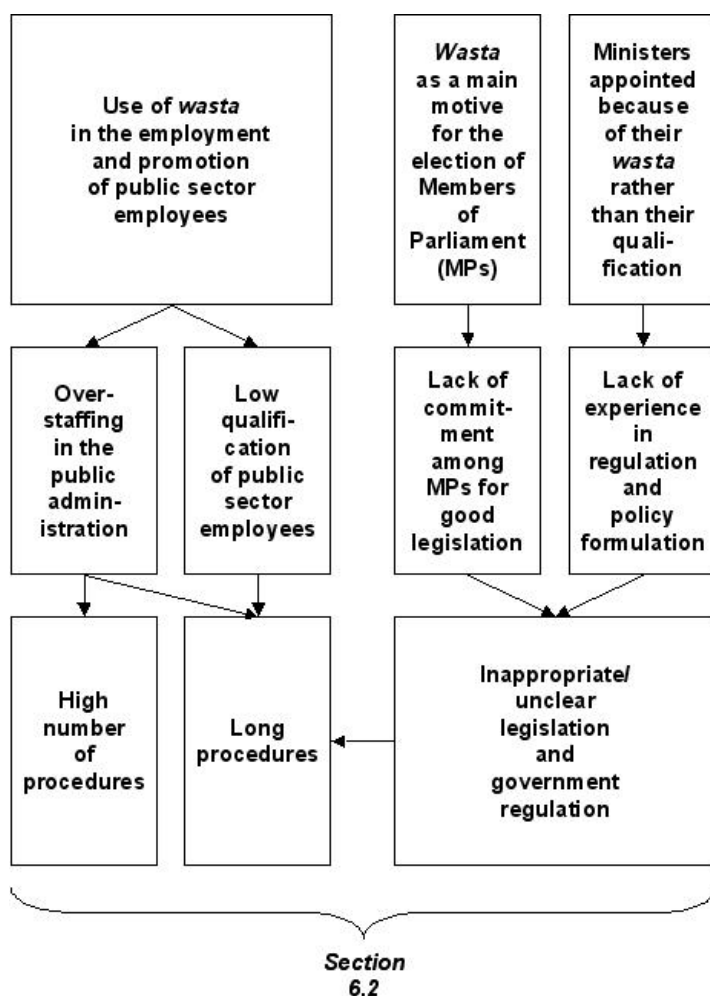 Use of wasta
in the employment
and promotion
of public sector
employees
Wasta
as a main
motive
for the
election of
Members
of
Parliament
(MPs)
Ministers
appointed
because
of their
wasta
rather
than their
quali-
fication
Over-
staffing
in the
public
admin-
istration
Low
qualifi-
cation
of public
sector
employees
Lack of
commit-
ment
among
MPs for
good
legislation
Lack of
experience
in
regulation
and
policy
formulation
High
number
of
procedures
Long
procedures
Inappropriate/
unclear
legislation
and
government
regulation
Section
6.2